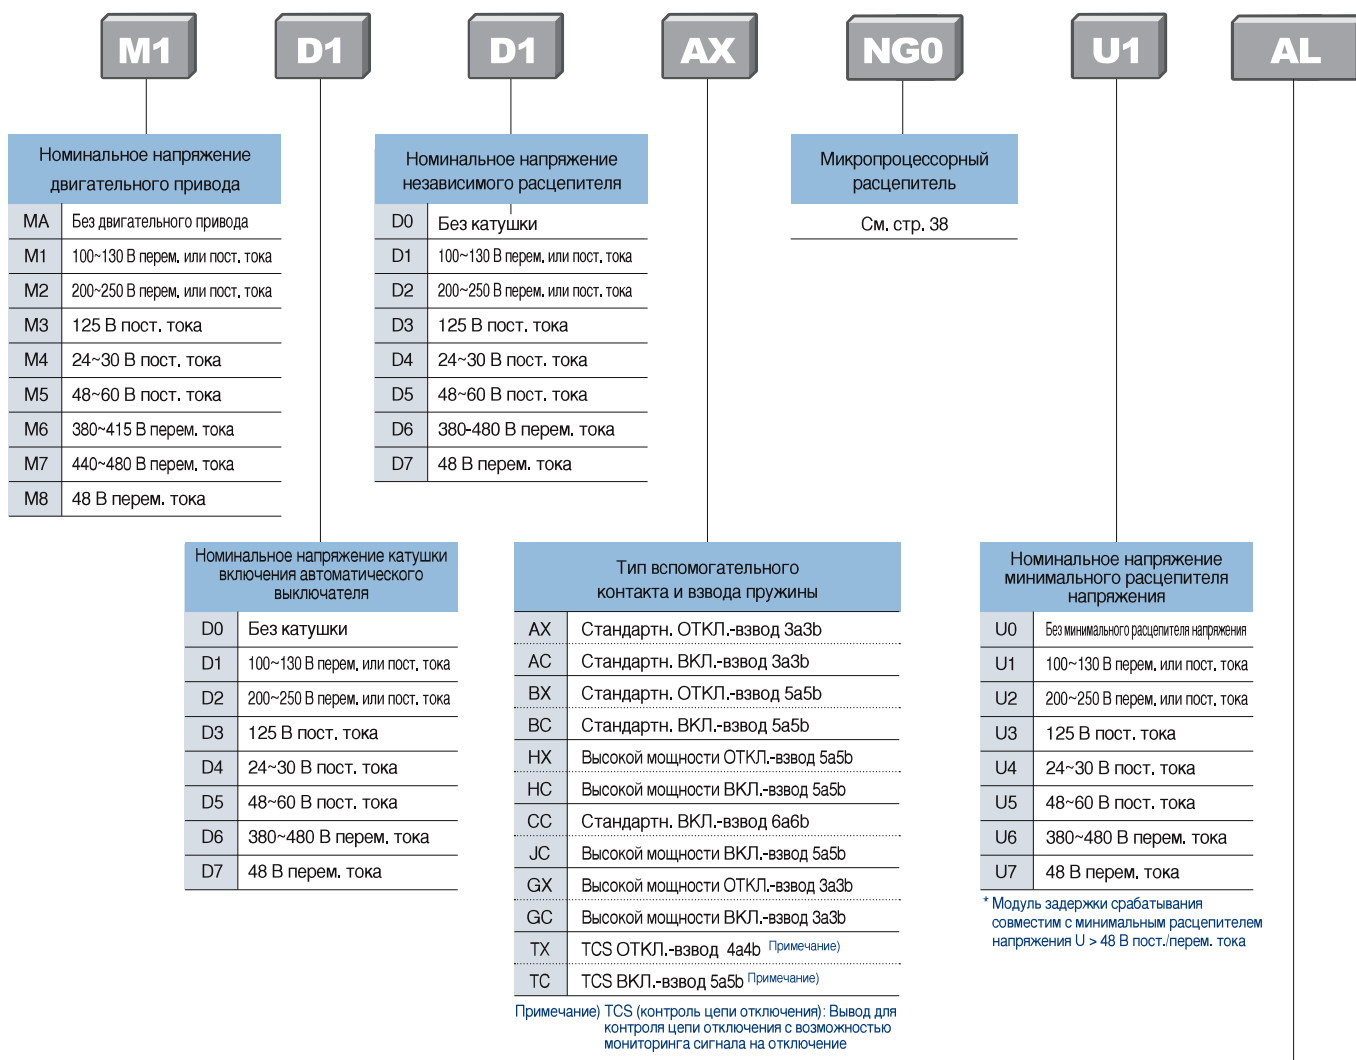 M1 D1 D1 AX NG0 U1 AL
Номинальное напряжение
двигательного привода
MA Без двигательного привода
M1 100~130 В перем. или пост. тока
M2 200~250 В перем. или пост. тока
M3 125 В пост. тока
M4 24~30 В пост. тока
M5 48~60 В пост. тока
M6 380~415 В перем. тока
M7 440~480 В перем. тока
M8 48 В перем. тока
Номинальное напряжение
независимого расцепителя
D0 Без катушки
D1 100~130 В перем. или пост. тока
D2 200~250 В перем. или пост. тока
D3 125 В пост. тока
D4 24~30 В пост. тока
D5 48~60 В пост. тока
D6 380-480 В перем. тока
D7 48 В перем. тока
Микропроцессорный
расцепитель
См. стр. 38
Номинальное напряжение катушки
включения автоматического
выключателя
D0 Без катушки
D1 100~130 В перем. или пост. тока
D2 200~250 В перем. или пост. тока
D3 125 В пост. тока
D4 24~30 В пост. тока
D5 48~60 В пост. тока
D6 380~480 В перем. тока
D7 48 В перем. тока
Тип вспомогательного
контакта и взвода пружины
AX Стандартн. ОТКЛ.-взвод 3a3b
AC Стандартн. ВКЛ.-взвод 3a3b
BX Стандартн. ОТКЛ.-взвод 5a5b
BC Стандартн. ВКЛ.-взвод 5a5b
HX Высокой мощности ОТКЛ.-взвод 5a5b
HC Высокой мощности ВКЛ.-взвод 5a5b
CC Стандартн. ВКЛ.-взвод 6a6b
JC Высокой мощности ВКЛ.-взвод 5a5b
GX Высокой мощности ОТКЛ.-взвод 3a3b
GC Высокой мощности ВКЛ.-взвод 3a3b
TX TCS ОТКЛ.-взвод 4a4b Примечание)
TC TCS ВКЛ.-взвод 5a5b Примечание)
Примечание) TCS (контроль цепи отключения): Вывод для
контроля цепи отключения с возможностью
мониторинга сигнала на отключение
Номинальное напряжение
минимального расцепителя
напряжения
U0 Без минимального расцепителя напряжения
U1 100~130 В перем. или пост. тока
U2 200~250 В перем. или пост. тока
U3 125 В пост. тока
U4 24~30 В пост. тока
U5 48~60 В пост. тока
U6 380~480 В перем. тока
U7 48 В перем. тока
* Модуль задержки срабатывания
совместим с минимальным расцепителем
напряжения U > 48 В пост./перем. тока